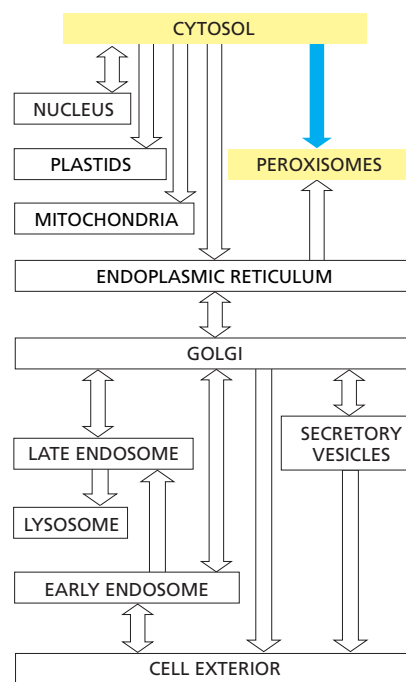 CYTOSOL
NUCLEUS
PLASTIDS
PEROXISOMES
MITOCHONDRIA
ENDOPLASMIC RETICULUM
GOLGI
LATE ENDOSOME
SECRETORY
VESICLES
LYSOSOME
EARLY ENDOSOME
CELL EXTERIOR